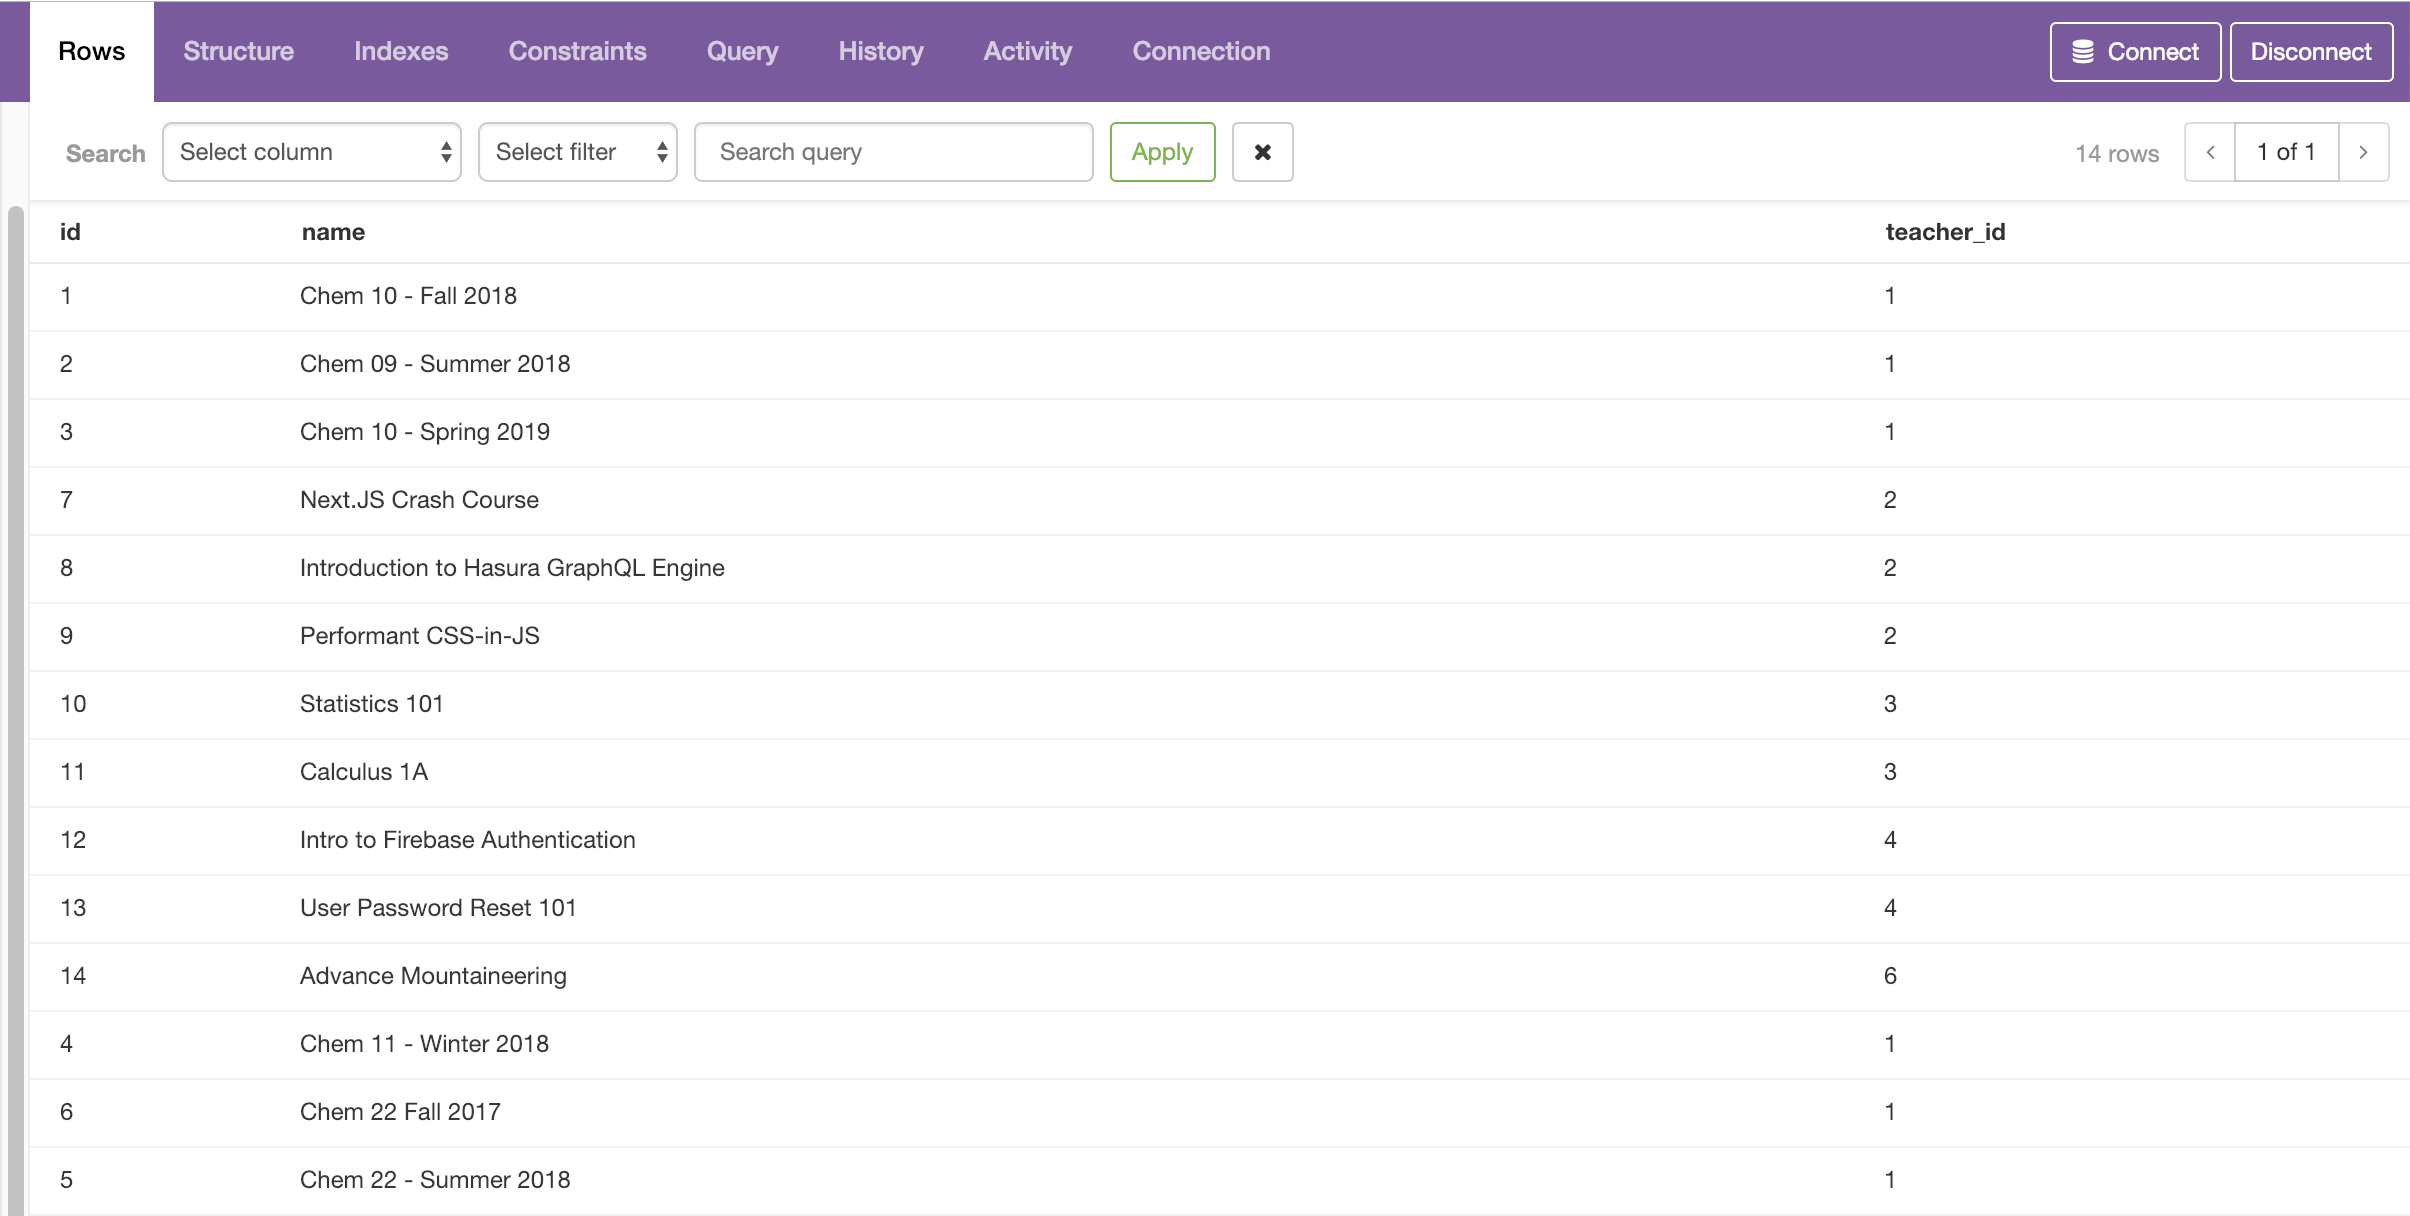 Rows Structure Indexes Constraints Query History Activity Connection Connect Disconnect
Search Select column Select filter Search query Apply 14 rows 1 of 1
id name teacher_id
1 Chem 10 - Fall 2018 1
2 Chem 09 - Summer 2018 1
3 Chem 10 - Spring 2019 1
7 Next.JS Crash Course 2
8 Introduction to Hasura GraphQL Engine 2
9 Performant CSS-in-JS 2
10 Statistics 101 3
11 Calculus 1A 3
12 Intro to Firebase Authentication 4
13 User Password Reset 101 4
14 Advance Mountaineering 6
4 Chem 11 - Winter 2018 1
6 Chem 22 Fall 2017 1
5 Chem 22 - Summer 2018 1